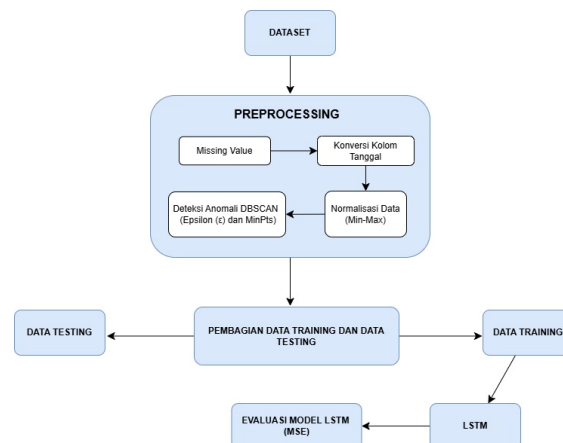 DATASET
PREPROCESSING
Missing Value
Konversi Kolom
Tanggal
Deteksi Anomali DBSCAN
(Epsilon (ε) dan MinPts)
Normalisasi Data
(Min-Max)
DATA TESTING
PEMBAGIAN DATA TRAINING DAN DATA
TESTING
DATA TRAINING
EVALUASI MODEL LSTM
(MSE)
LSTM